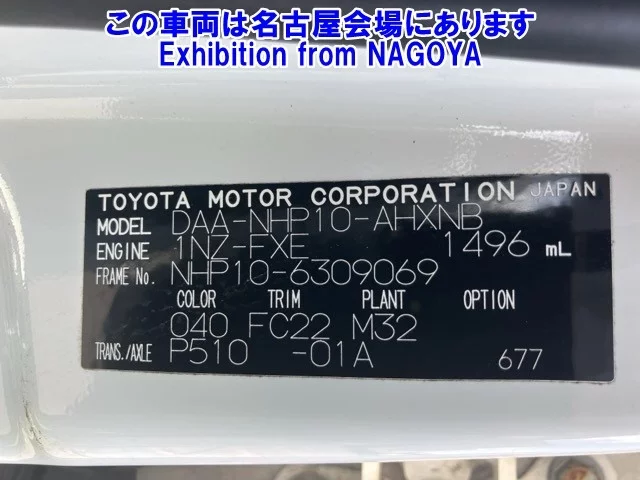 この車両は名古屋会場にあります
Exhibition from NAGOYA
TOYOTA MOTOR CORPORATION JAPAN
MODEL DAA-NHP10-AHXNB
ENGINE 1NZ-FXE 1496 mL
FRAME No. NHP10-6309069
COLOR TRIM PLANT OPTION
040 FC22 M32
TRANS./AXLE P510 -01A 677